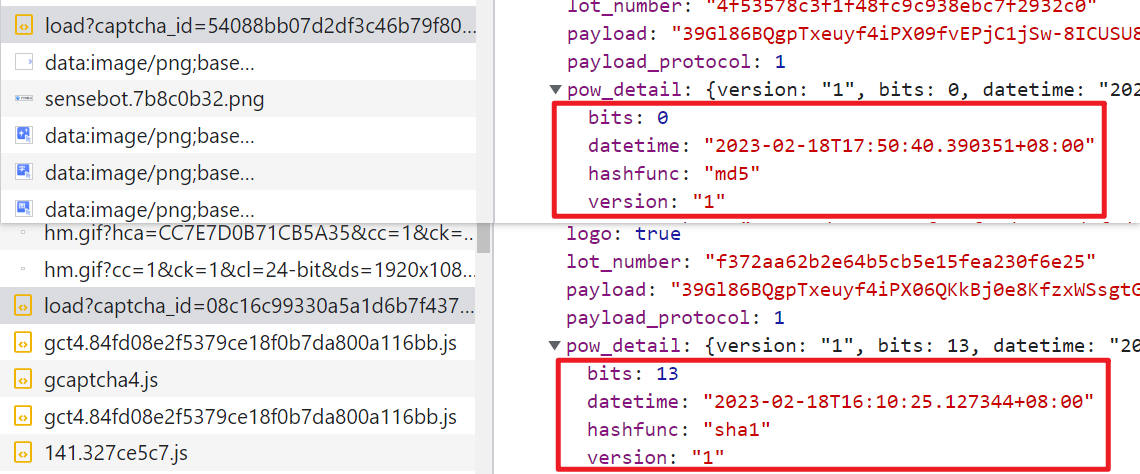 load?captcha_id=54088bb07d2df3c46b79f80...
data:image/png;base...
sensebot.7b8c0b32.png
data:image/png;base...
data:image/png;base...
data:image/png;base...
lot_number: "4f53578c3f1f48fc9c938ebc7f2932c0"
payload: "39Gl86BQgpTxeuyf4iPX09fvEPjC1jSw-8ICUSU8
payload_protocol: 1
pow_detail: {version: "1", bits: 0, datetime: "202
bits: 0
datetime: "2023-02-18T17:50:40.390351+08:00"
hashfunc: "md5"
version: "1"
hm.gif?hca=CC7E7D0B71CB5A35&cc=1&ck=...
hm.gif?cc=1&ck=1&cl=24-bit&ds=1920x108...
load?captcha_id=08c16c99330a5a1d6b7f437...
gct4.84fd08e2f5379ce18f0b7da800a116bb.js
gcaptcha4.js
gct4.84fd08e2f5379ce18f0b7da800a116bb.js
141.327ce5c7.js
logo: true
lot_number: "f372aa62b2e64b5cb5e15fea230f6e25"
payload: "39Gl86BQgpTxeuyf4iPX06QKkBj0e8KfzxWSsgtG
payload_protocol: 1
pow_detail: {version: "1", bits: 13, datetime: "20
bits: 13
datetime: "2023-02-18T16:10:25.127344+08:00"
hashfunc: "sha1"
version: "1"